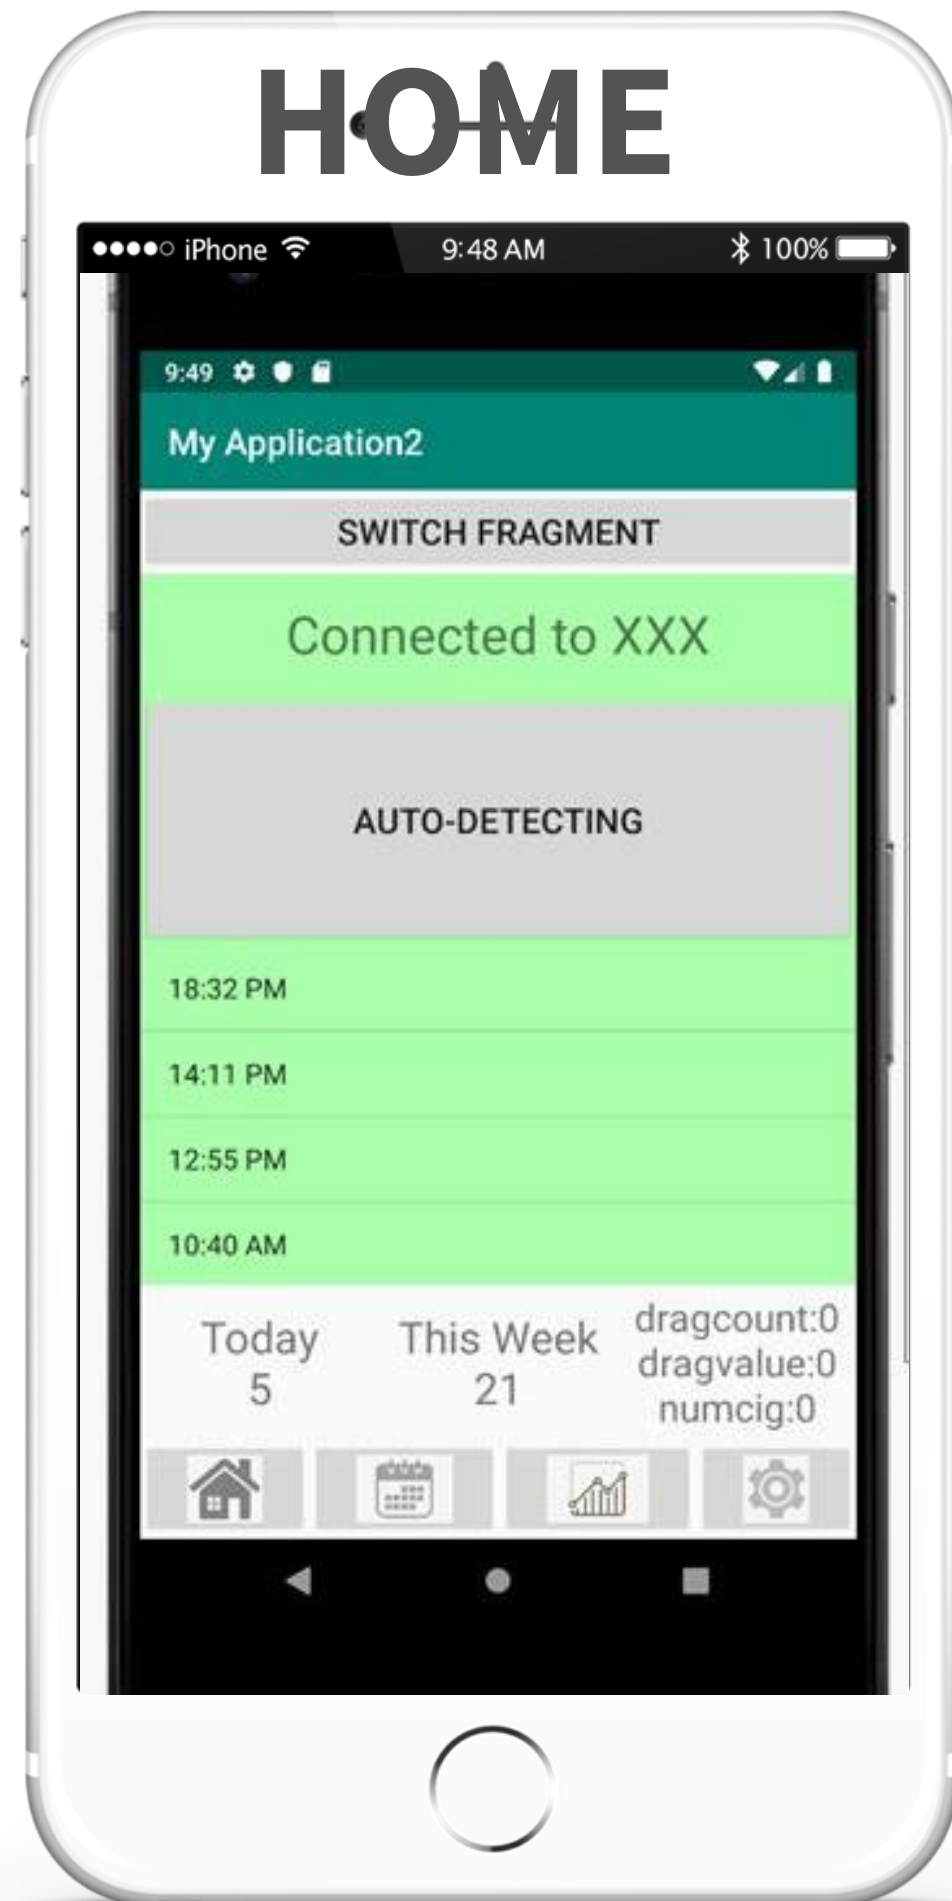 HOME
iPhone 9:48 AM 100%
9:49
My Application2
SWITCH FRAGMENT
Connected to XXX
AUTO-DETECTING
18:32 PM
14:11 PM
12:55 PM
10:40 AM
Today This Week dragcount:0
5 21 dragvalue:0
numcig:0